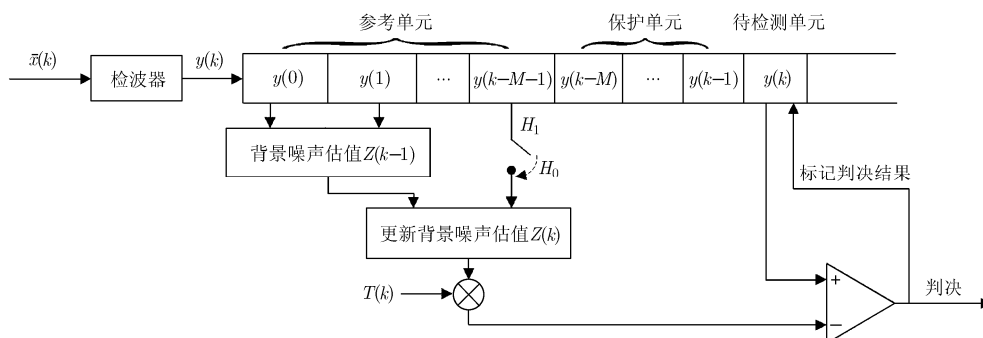 参考单元
保护单元
待检测单元
x̄(k)
检波器
y(k)
y(0)
y(1)
···
y(k−M−1)
y(k−M)
···
y(k−1)
y(k)
背景噪声估值Z(k−1)
H₁
H₀
标记判决结果
更新背景噪声估值Z(k)
T(k)
+
−
判决